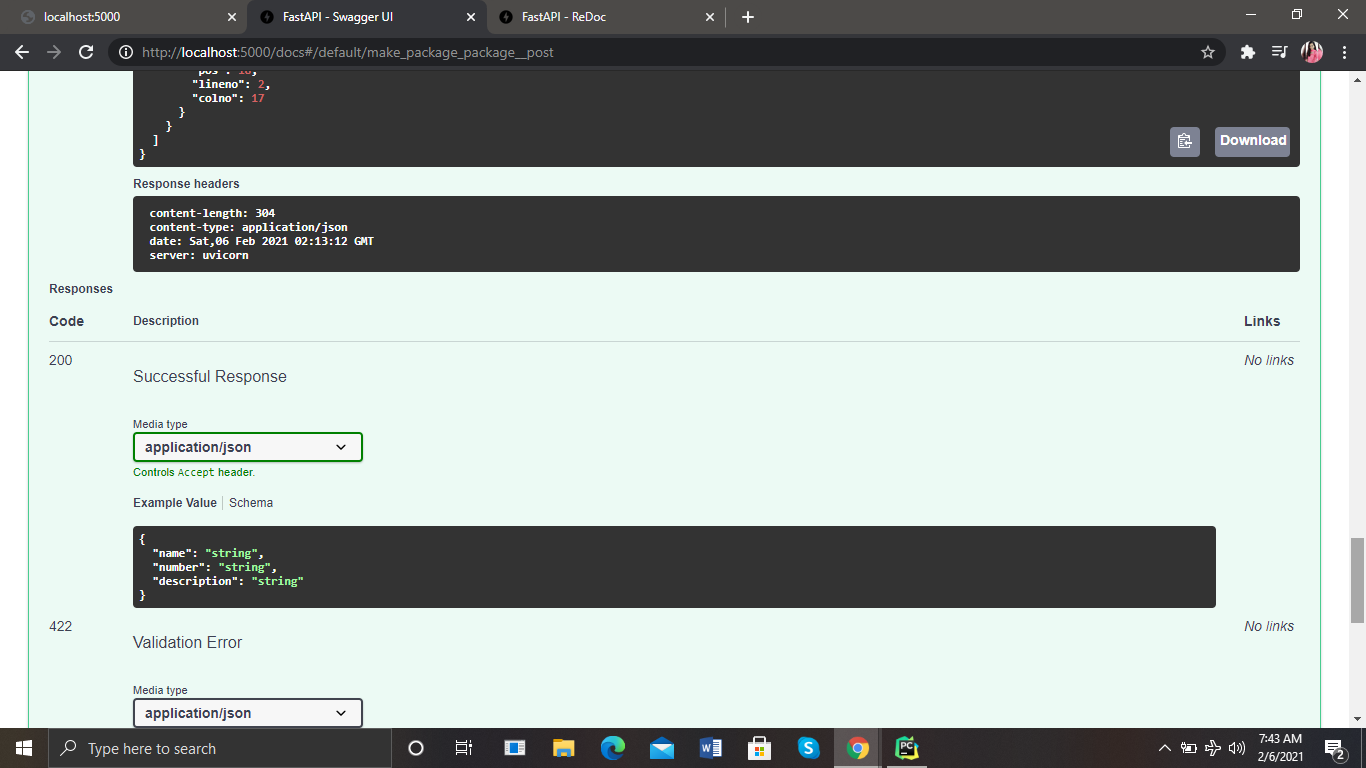 localhost:5000
FastAPI - Swagger UI
FastAPI - ReDoc
http://localhost:5000/docs#/default/make_package_package__post
"lineno": 2,
"colno": 17
}
}
]
}
Download
Response headers
content-length: 304
content-type: application/json
date: Sat,06 Feb 2021 02:13:12 GMT
server: uvicorn
Responses
Code Description Links
200 No links
Successful Response
Media type
application/json
Controls Accept header.
Example Value Schema
{
"name": "string",
"number": "string",
"description": "string"
}
422 No links
Validation Error
Media type
application/json
Type here to search
7:43 AM
2/6/2021
2